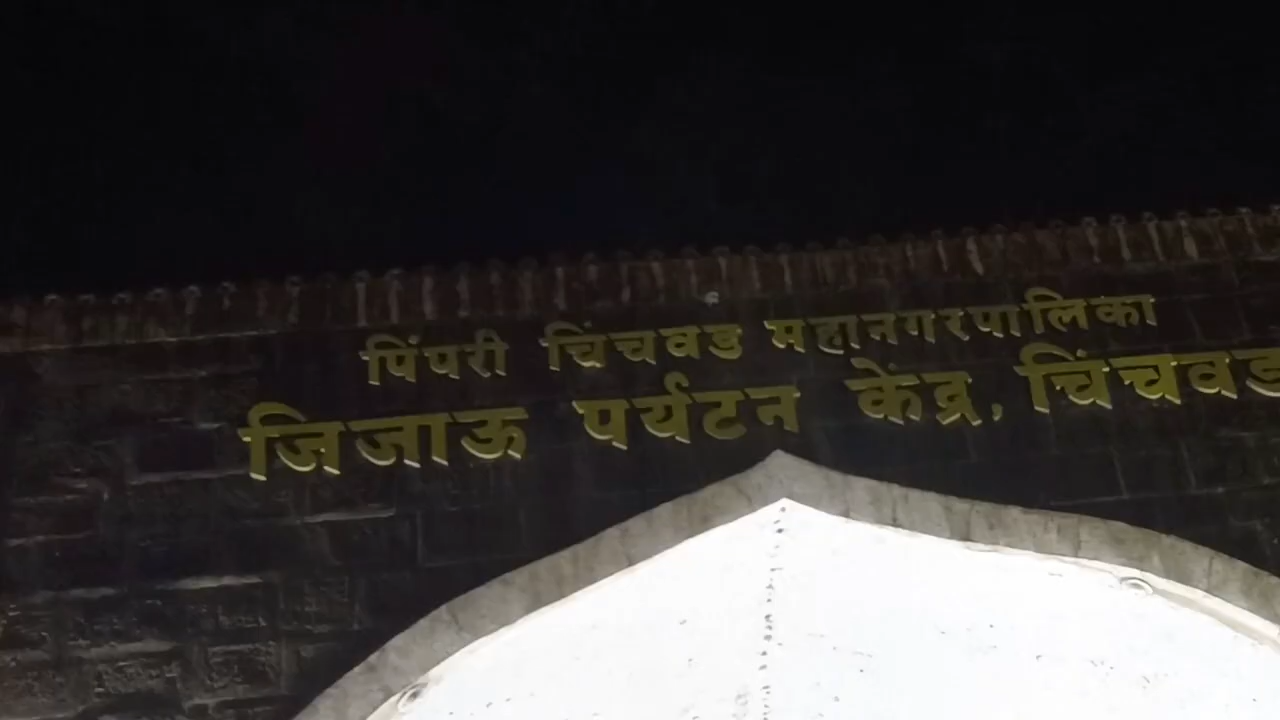 पिंपरी चिंचवड महानगरपालिका
जिजाऊ पर्यटन केंद्र, चिंचवड